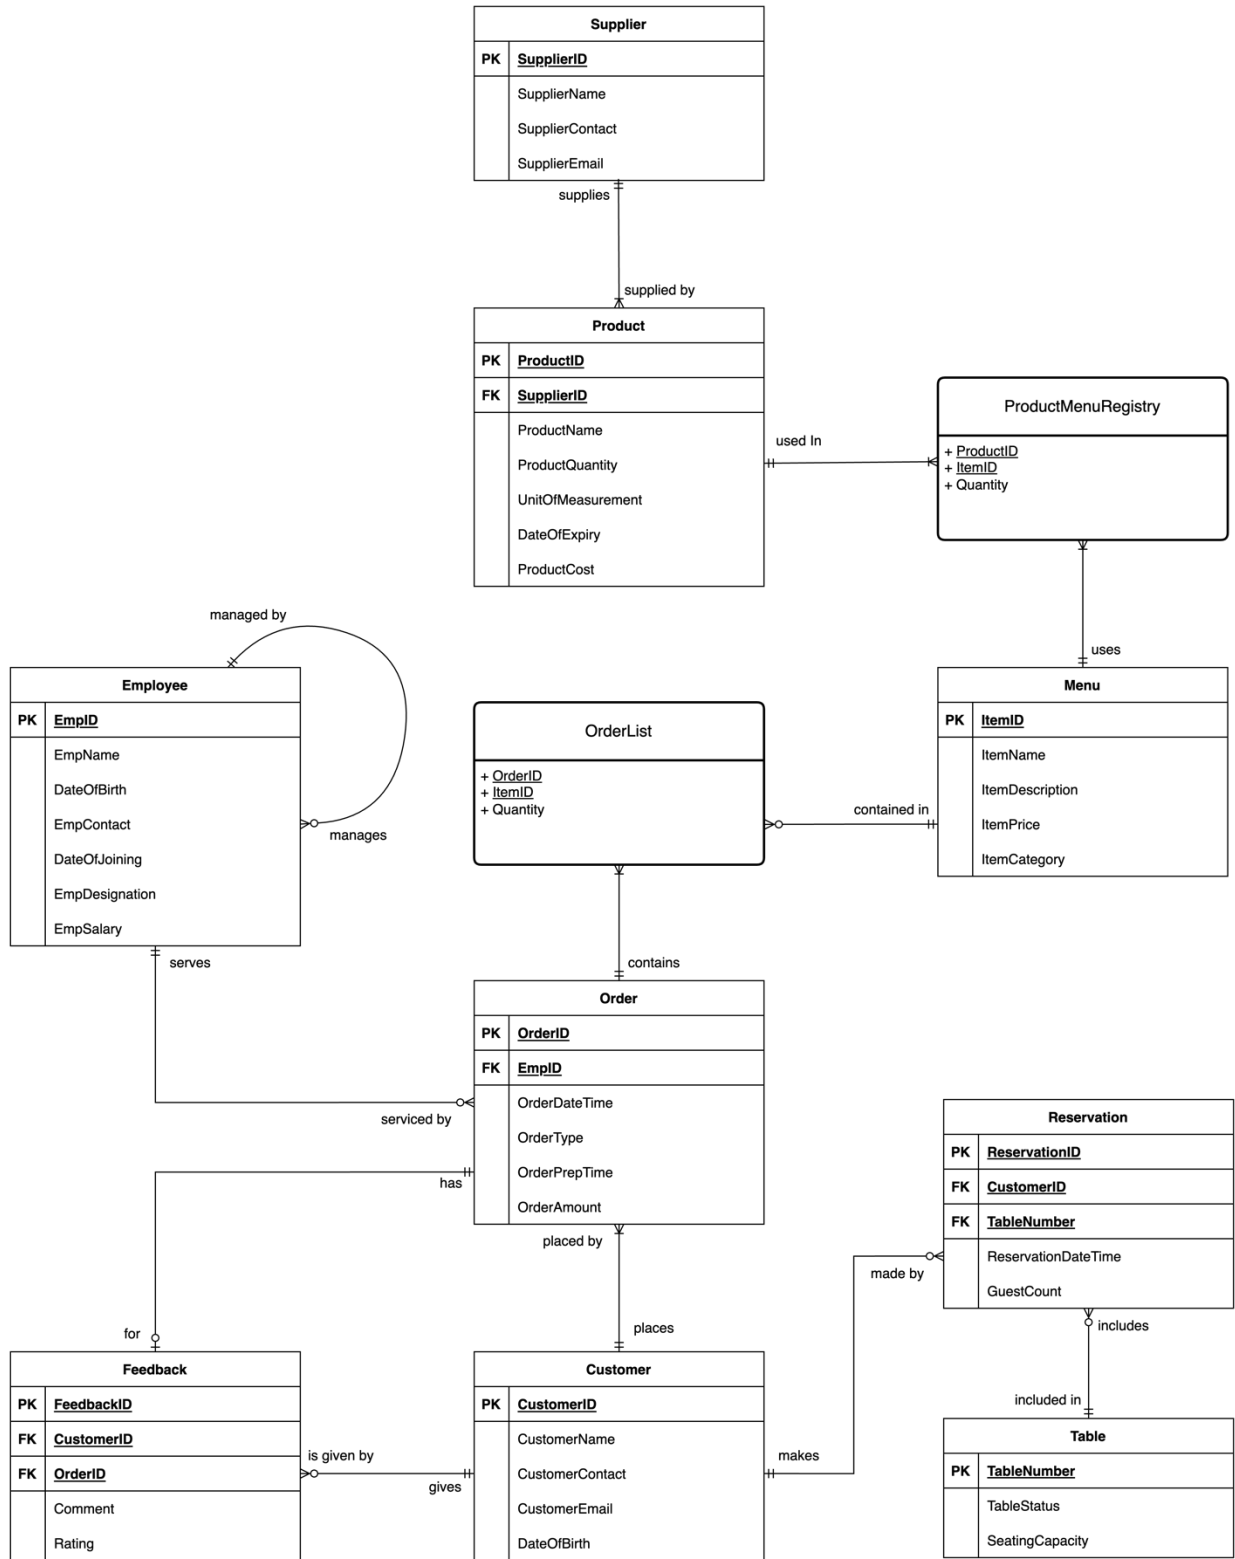 Supplier
PK SupplierID
SupplierName
SupplierContact
SupplierEmail
supplies
supplied by
Product
PK ProductID
FK SupplierID
ProductName
ProductQuantity
UnitOfMeasurement
DateOfExpiry
ProductCost
used In
ProductMenuRegistry
+ ProductID
+ ItemID
+ Quantity
uses
Menu
PK ItemID
ItemName
ItemDescription
ItemPrice
ItemCategory
contained in
managed by
Employee
PK EmpID
EmpName
DateOfBirth
EmpContact
DateOfJoining
EmpDesignation
EmpSalary
manages
serves
OrderList
+ OrderID
+ ItemID
+ Quantity
contains
Order
PK OrderID
FK EmpID
OrderDateTime
OrderType
OrderPrepTime
OrderAmount
serviced by
has
placed by
places
for
Feedback
PK FeedbackID
FK CustomerID
FK OrderID
Comment
Rating
is given by
gives
Customer
PK CustomerID
CustomerName
CustomerContact
CustomerEmail
DateOfBirth
makes
made by
Reservation
PK ReservationID
FK CustomerID
FK TableNumber
ReservationDateTime
GuestCount
includes
included in
Table
PK TableNumber
TableStatus
SeatingCapacity